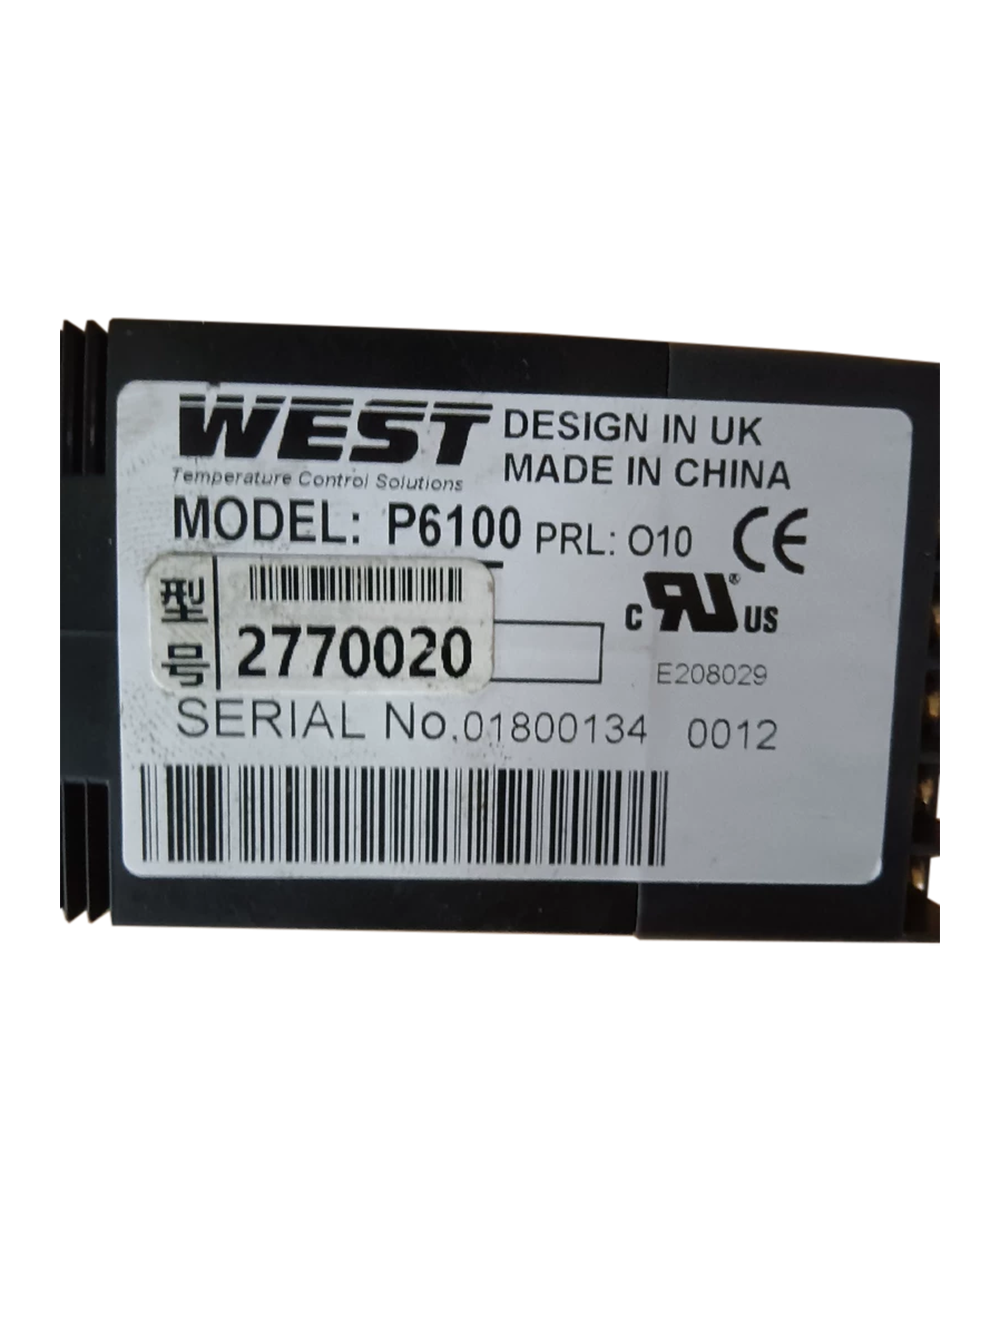 WEST DESIGN IN UK
Temperature Control Solutions MADE IN CHINA
MODEL: P6100 PRL: O10 CE
型号 2770020
C RU® US
E208029
SERIAL No.01800134 0012